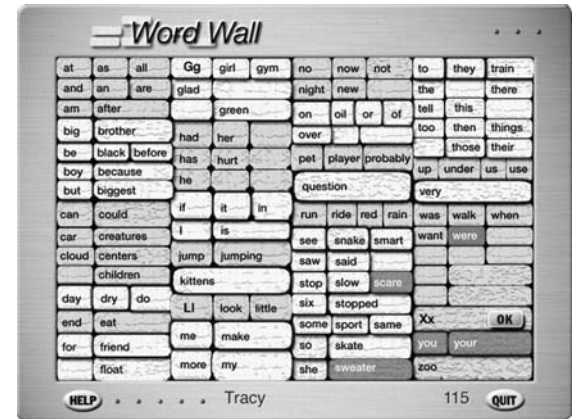 Word Wall
at as all
and an are
am after
big brother
be black before
boy because
but biggest
can could
car creatures
cloud centers
children
day dry do
end eat
for friend
float
Gg girl gym
glad
green
had her
has hurt
he
if it in
I is
jump jumping
kittens
Ll look little
me make
more my
no now not
night new
on oil or of
over
pet player probably
question
run ride red rain
see snake smart
saw said
stop slow scare
six stopped
some sport same
so skate
she sweater
to they train
the there
tell this
too then things
those their
up under us use
very
was walk when
want were
Xx OK
you your
zoo
HELP Tracy 115 QUIT